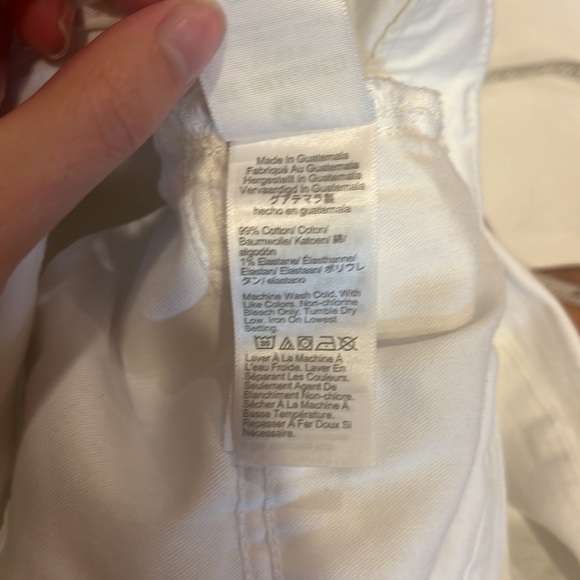 Made In Guatemala
Fabriqué Au Guatemala
Hergestellt In Guatemala
Vervaardigd In Guatemala
グアテマラ製
hecho en guatemala
99% Cotton/ Coton/
Baumwolle/ Katoen/ 綿/
algodón
1% Elastane/ Élasthanne/
Elastan/ Elastaan/ ポリウレ
タン/ elastano
Machine Wash Cold. With
Like Colors. Non-chlorine
Bleach Only. Tumble Dry
Low. Iron On Lowest
Setting.
Laver À La Machine À
L'eau Froide. Laver En
Séparant Les Couleurs.
Seulement Agent De
Blanchiment Non-chlore.
Sécher À La Machine À
Basse Température.
Repasser À Fer Doux Si
Nécessaire.